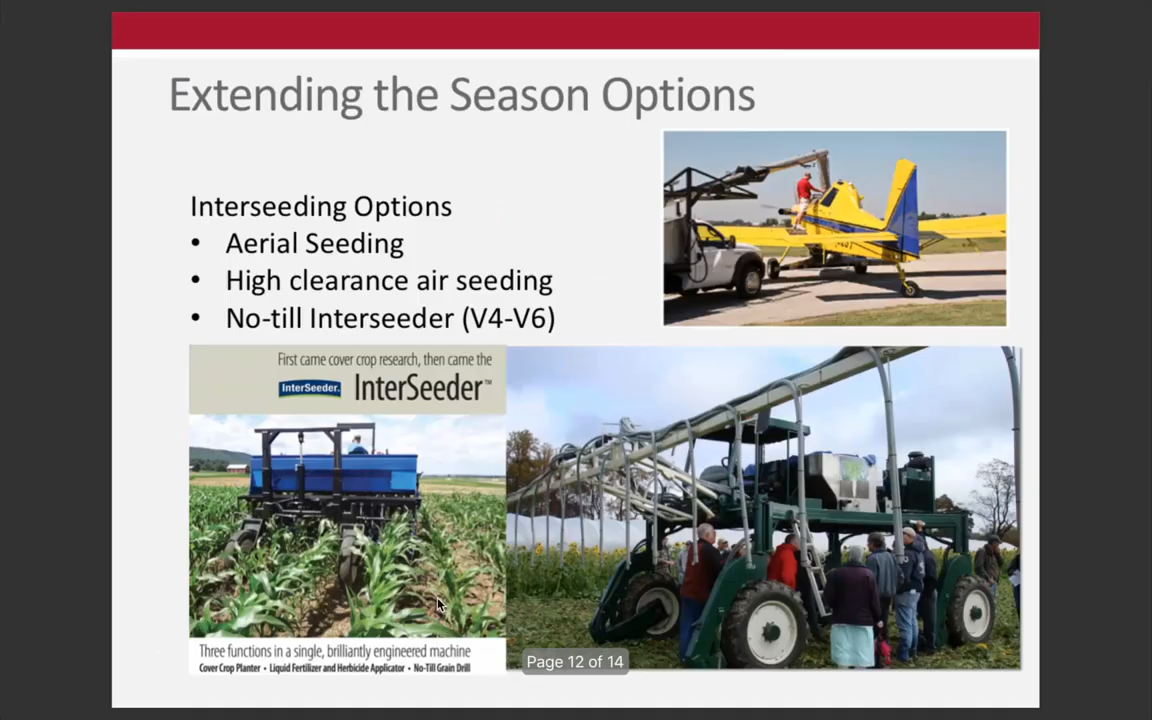 Extending the Season Options
Interseeding Options
• Aerial Seeding
• High clearance air seeding
• No-till Interseeder (V4-V6)
First came cover crop research, then came the
InterSeeder. InterSeeder™
Three functions in a single, brilliantly engineered machine
Cover Crop Planter • Liquid Fertilizer and Herbicide Applicator • No-Till Grain Drill
Page 12 of 14